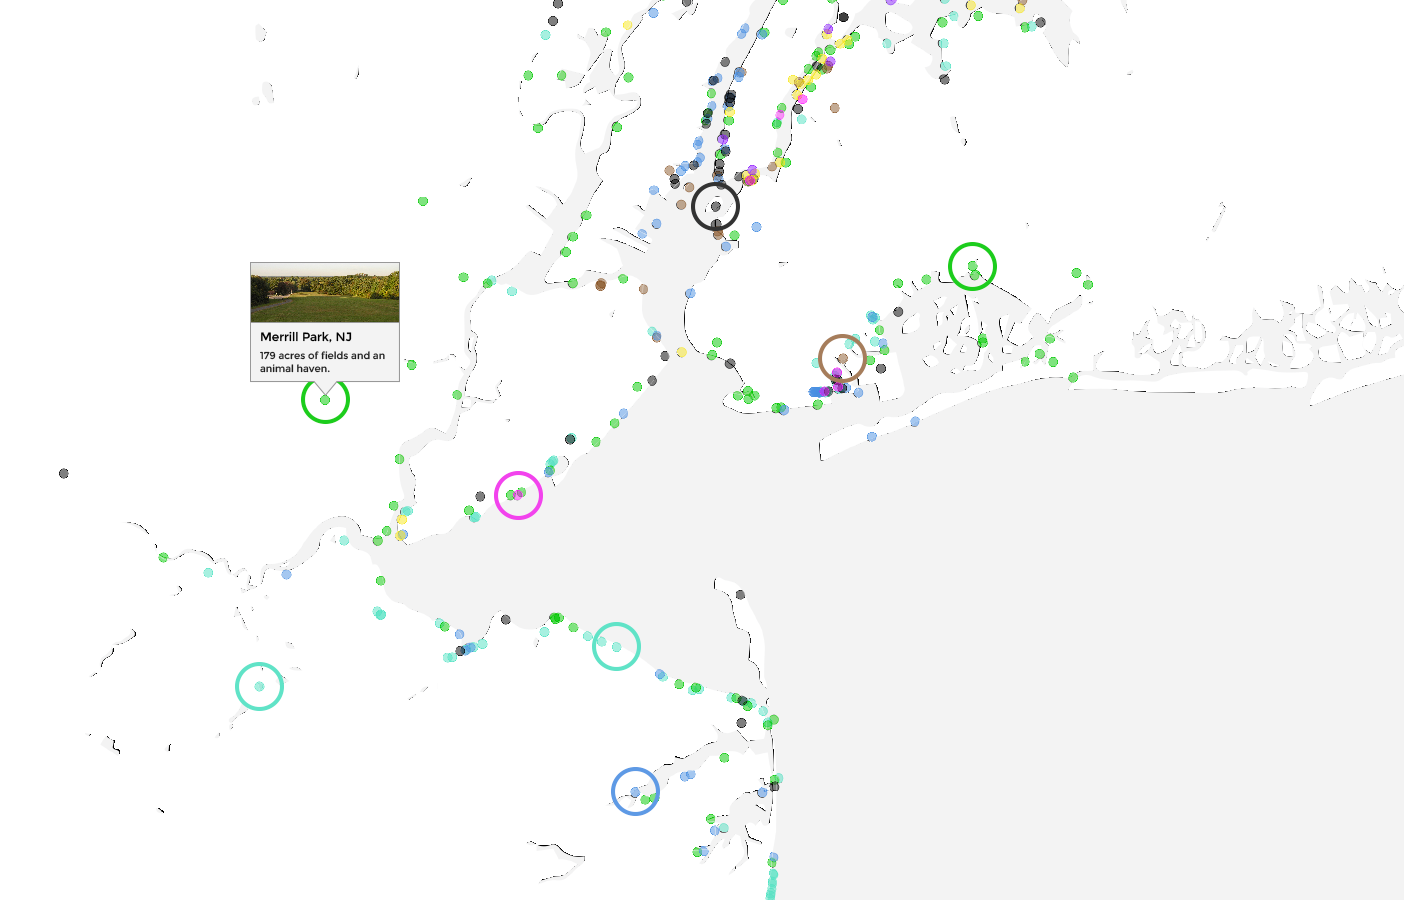 Merrill Park, NJ
179 acres of fields and an
animal haven.